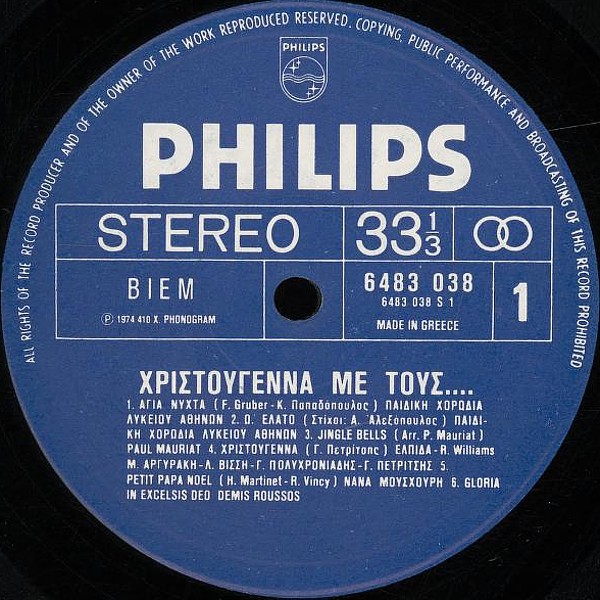 ALL RIGHTS OF THE RECORD PRODUCER AND OF THE OWNER OF THE WORK REPRODUCED RESERVED. COPYING, PUBLIC PERFORMANCE AND BROADCASTING OF THIS RECORD PROHIBITED
PHILIPS
PHILIPS
STEREO 33 1/3
BIEM 6483 038 1
6483 038 S 1
Ⓟ 1974 410 X. PHONOGRAM MADE IN GREECE
ΧΡΙΣΤΟΥΓΕΝΝΑ ΜΕ ΤΟΥΣ....
1. ΑΓΙΑ ΝΥΧΤΑ (F. Gruber - Κ. Παπαδόπουλος) ΠΑΙΔΙΚΗ ΧΟΡΩΔΙΑ
ΛΥΚΕΙΟΥ ΑΘΗΝΩΝ 2. Ω' ΕΛΑΤΟ (Στίχοι: Α. Ἀλεξόπουλος) ΠΑΙΔΙ-
ΚΗ ΧΟΡΩΔΙΑ ΛΥΚΕΙΟΥ ΑΘΗΝΩΝ 3. JINGLE BELLS (Arr. P. Mauriat)
PAUL MAURIAT 4. ΧΡΙΣΤΟΥΓΕΝΝΑ (Γ. Πετρίτσης) ΕΛΠΙΔΑ - R. Williams
Μ. ΑΡΓΥΡΑΚΗ - Λ. ΒΙΣΣΗ - Γ. ΠΟΛΥΧΡΟΝΙΑΔΗΣ - Γ. ΠΕΤΡΙΤΣΗΣ 5.
PETIT PAPA NOEL (H. Martinet - R. Vincy) ΝΑΝΑ ΜΟΥΣΧΟΥΡΗ 6. GLORIA
IN EXCELSIS DEO DEMIS ROUSSOS